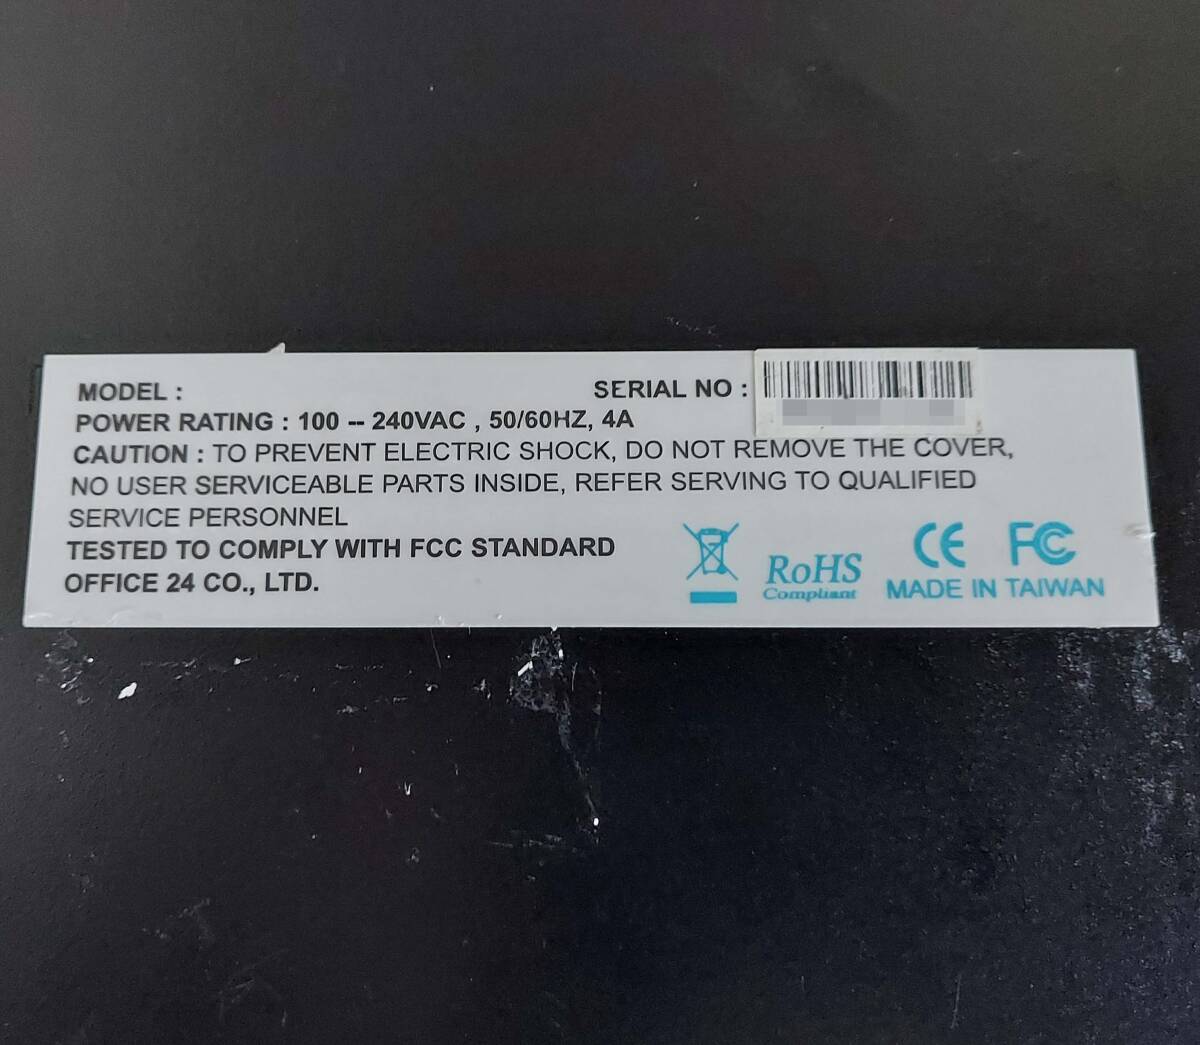 MODEL :
SERIAL NO :
POWER RATING : 100 -- 240VAC , 50/60HZ, 4A
CAUTION : TO PREVENT ELECTRIC SHOCK, DO NOT REMOVE THE COVER,
NO USER SERVICEABLE PARTS INSIDE, REFER SERVING TO QUALIFIED
SERVICE PERSONNEL
TESTED TO COMPLY WITH FCC STANDARD
OFFICE 24 CO., LTD.
RoHS
Compliant
CE FC
MADE IN TAIWAN